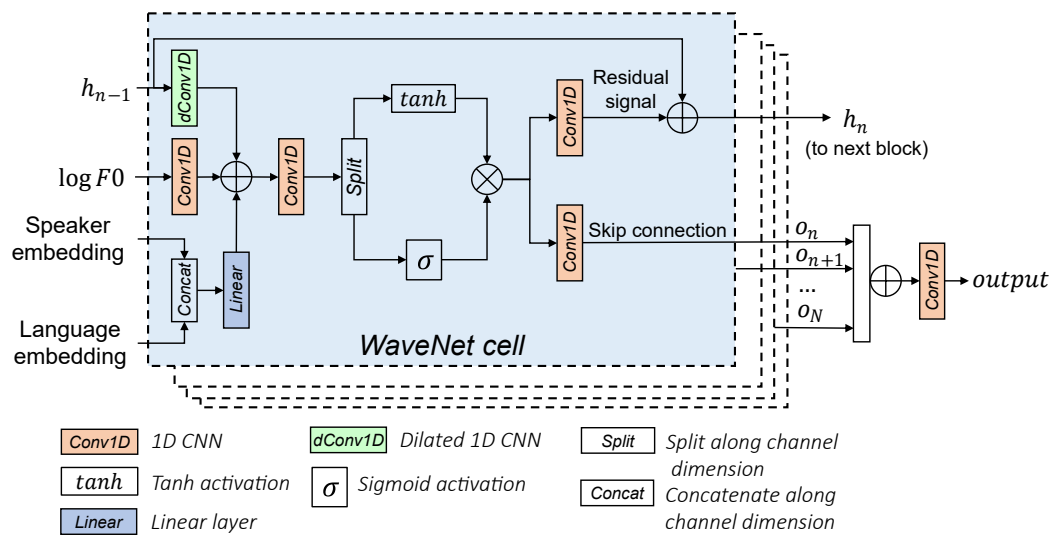 h_{n−1}
dConv1D
log F0
Conv1D
Speaker
embedding
Language
embedding
Concat
Linear
Conv1D
Split
tanh
σ
Conv1D
Residual
signal
Conv1D
Skip connection
WaveNet cell
h_n
(to next block)
o_n
o_{n+1}
...
o_N
Conv1D
output
Conv1D 1D CNN
dConv1D Dilated 1D CNN
Split Split along channel
dimension
tanh Tanh activation
σ Sigmoid activation
Concat Concatenate along
channel dimension
Linear Linear layer